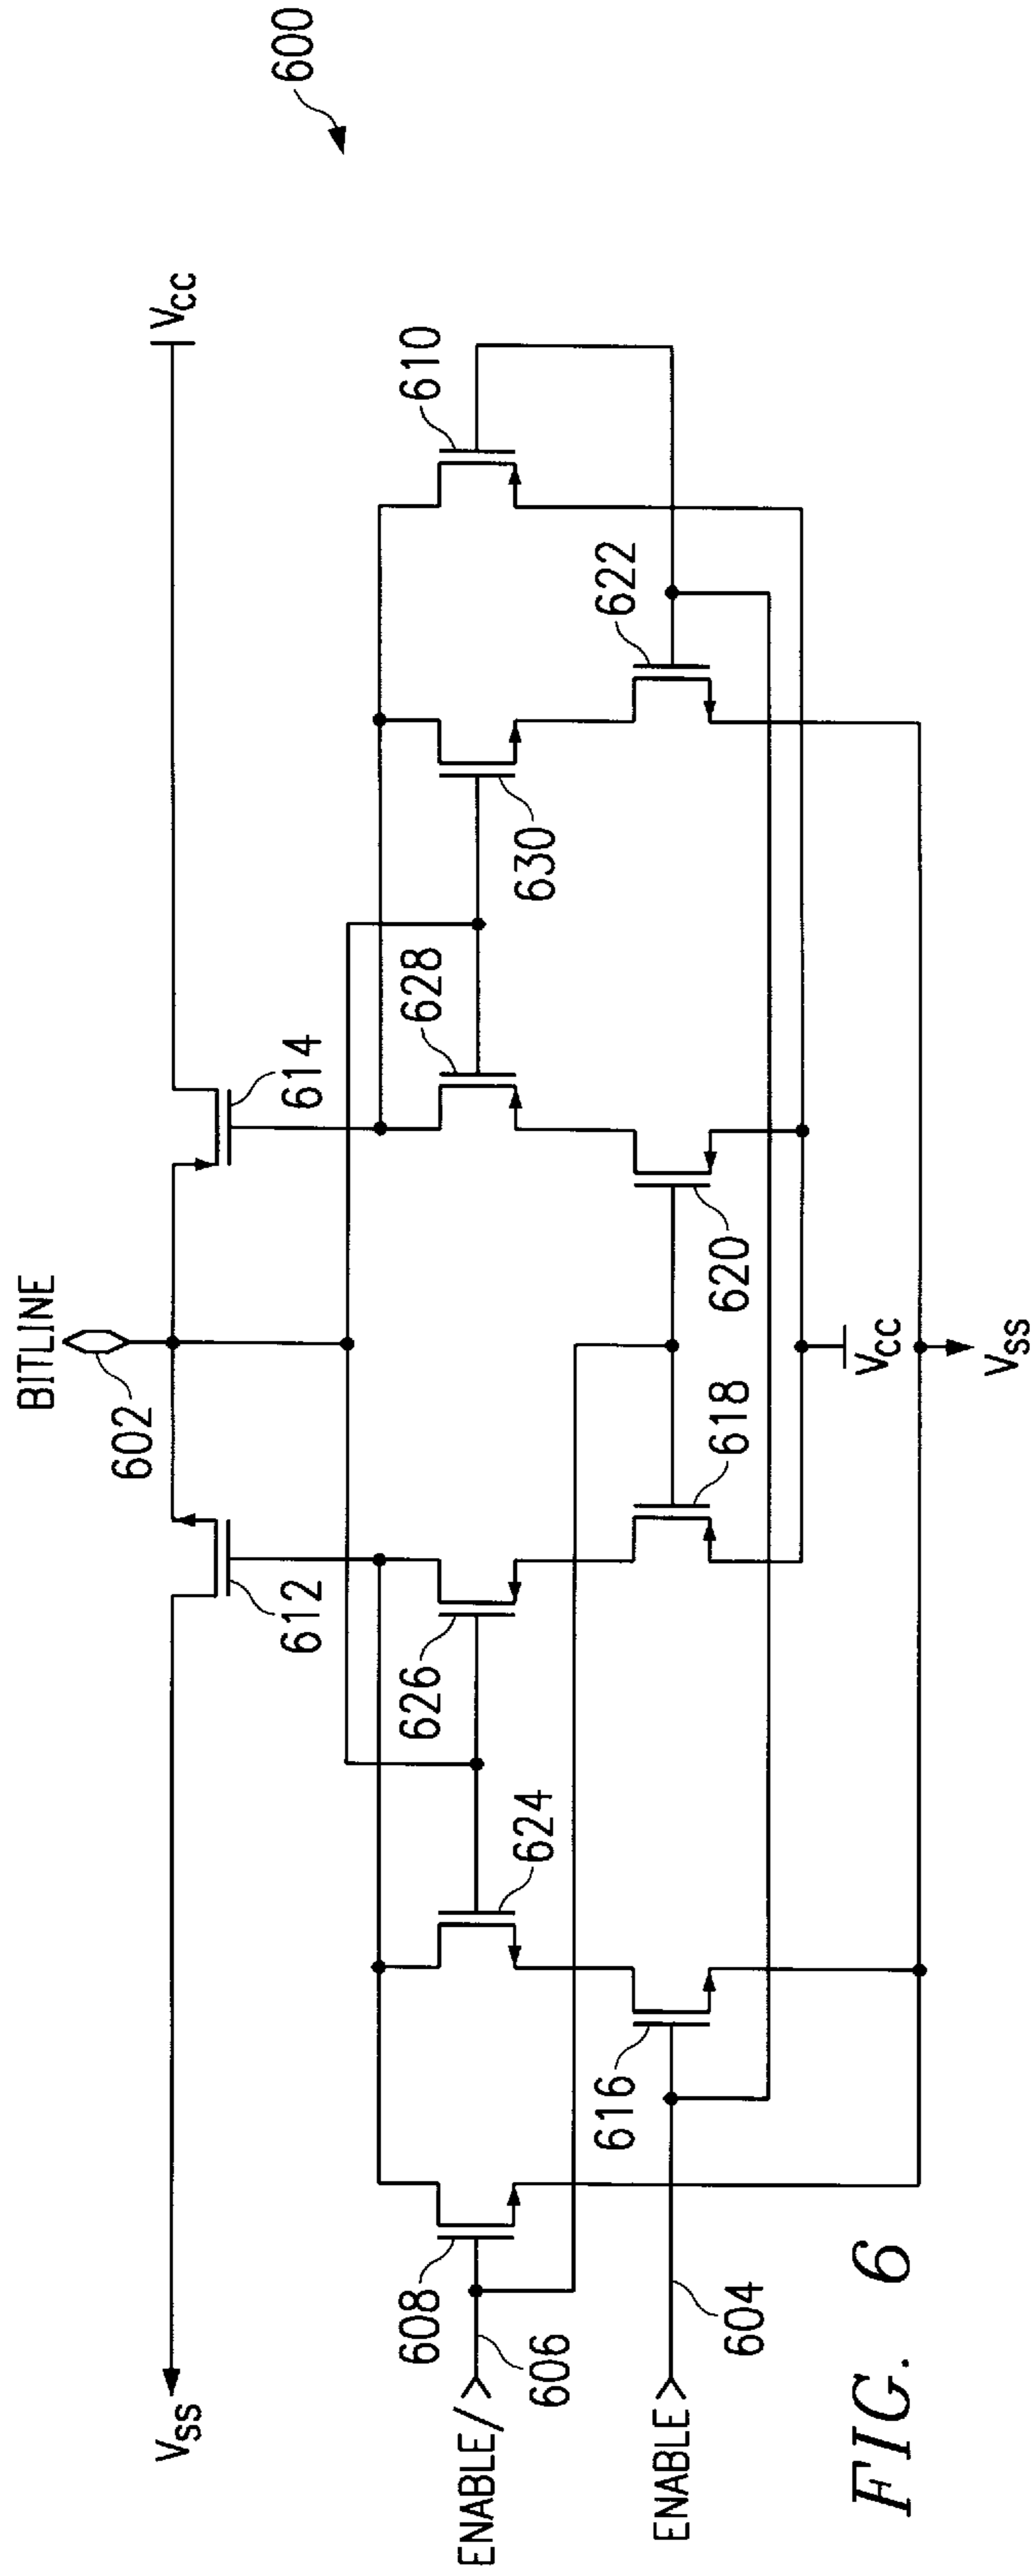 600
VSS
VCC
BITLINE
602
612
614
610
608
624
626
628
630
622
616
618
620
ENABLE/
606
ENABLE
604
VCC
VSS
FIG. 6